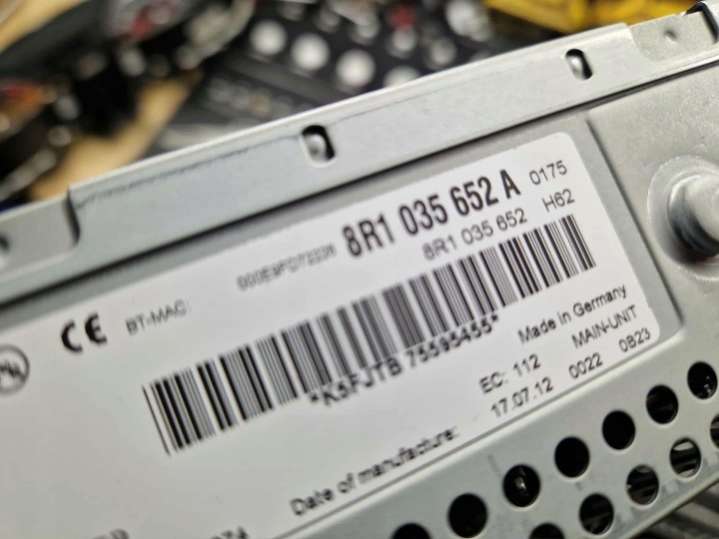 8R1 035 652 A 0175
8R1 035 652 H62
CE BT-MAC:
*K5FJTB 75595455*
Made in Germany
EC: 112 MAIN-UNIT
Date of manufacture: 17.07.12 0022 0B23